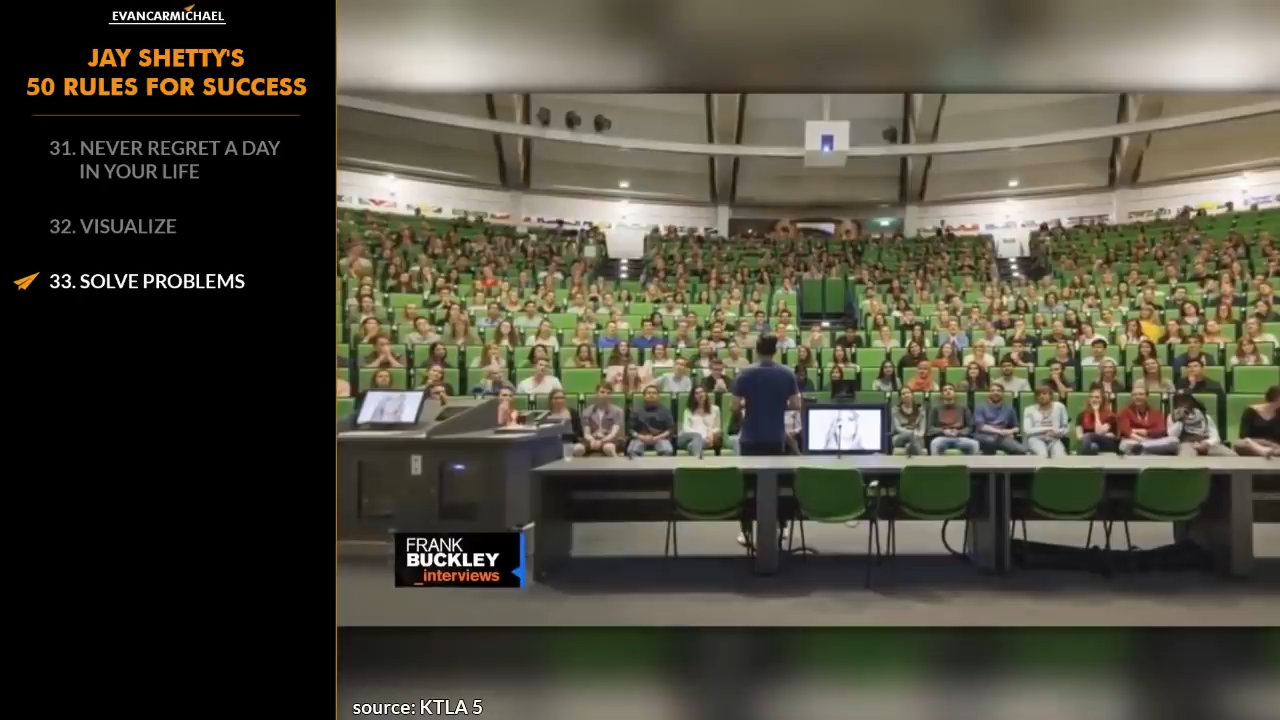 EVANCARMICHAEL
JAY SHETTY'S
50 RULES FOR SUCCESS
31. NEVER REGRET A DAY
IN YOUR LIFE
32. VISUALIZE
33. SOLVE PROBLEMS
FRANK
BUCKLEY
_interviews
source: KTLA 5